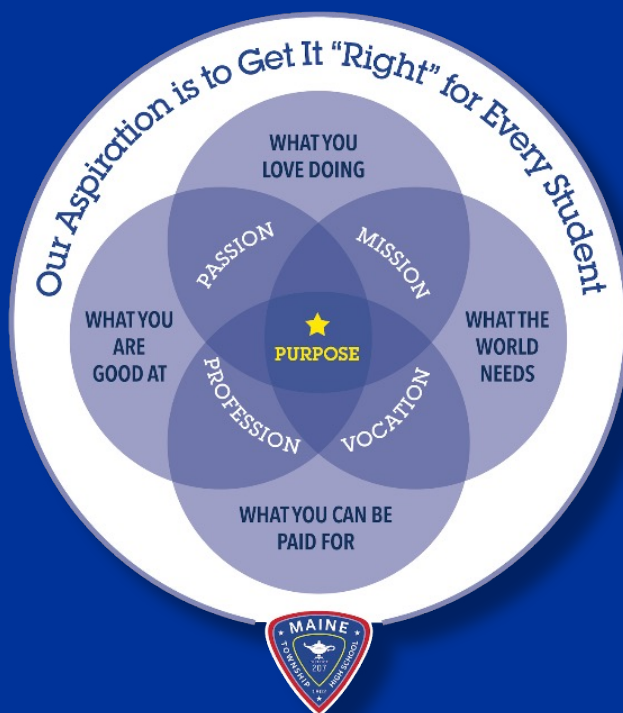 Our Aspiration is to Get It “Right” for Every Student
WHAT YOU
LOVE DOING
PASSION
MISSION
WHAT YOU
ARE
GOOD AT
PURPOSE
WHAT THE
WORLD
NEEDS
PROFESSION
VOCATION
WHAT YOU CAN BE
PAID FOR
MAINE
TOWNSHIP
HIGH SCHOOL
207
1902